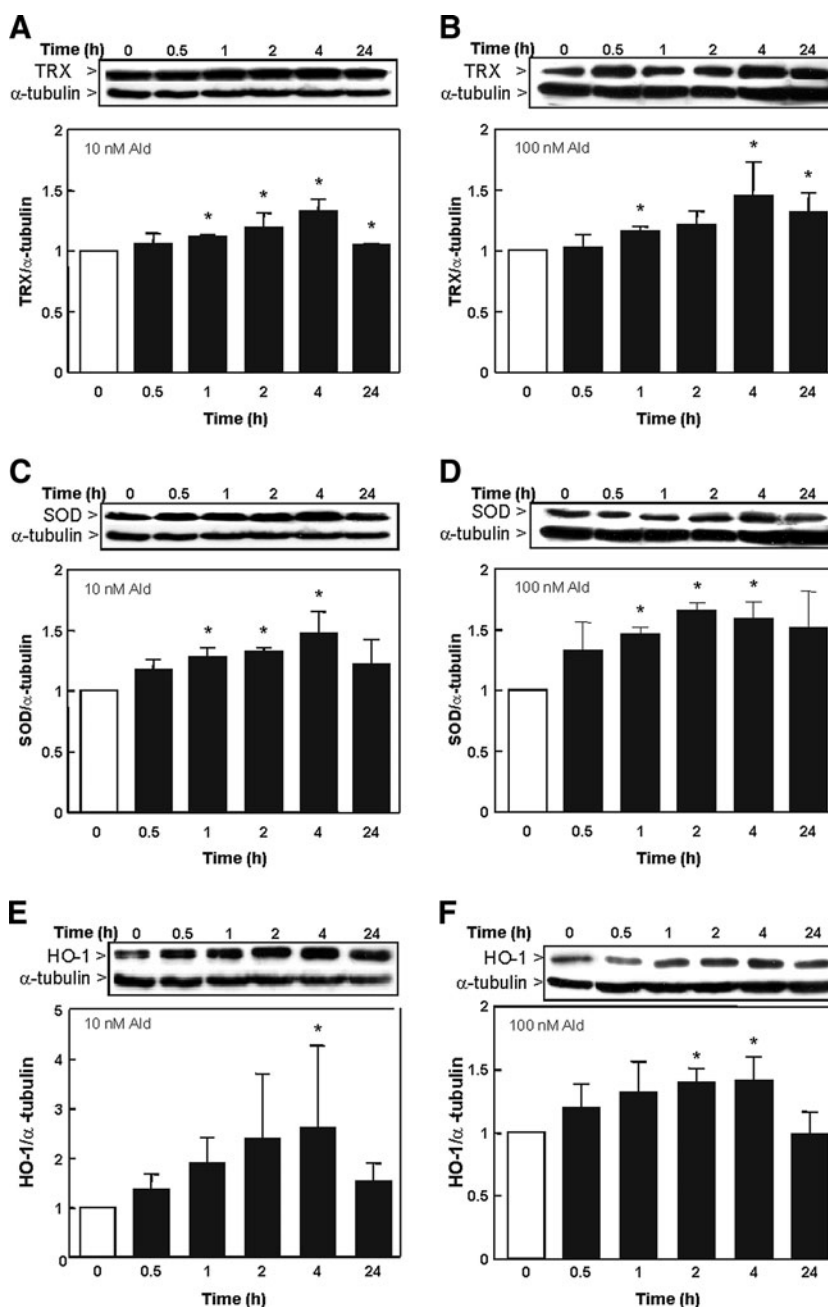 A
Time (h) 0 0.5 1 2 4 24
TRX >
α-tubulin >
2
10 nM Ald
1.5
1
0.5
0
TRX/α-tubulin
* * * *
0 0.5 1 2 4 24
Time (h)
B
Time (h) 0 0.5 1 2 4 24
TRX >
α-tubulin >
2
100 nM Ald
1.5
1
0.5
0
TRX/α-tubulin
* * *
0 0.5 1 2 4 24
Time (h)
C
Time (h) 0 0.5 1 2 4 24
SOD >
α-tubulin >
2
10 nM Ald
1.5
1
0.5
0
SOD/α-tubulin
* * *
0 0.5 1 2 4 24
Time (h)
D
Time (h) 0 0.5 1 2 4 24
SOD >
α-tubulin >
2
100 nM Ald
1.5
1
0.5
0
SOD/α-tubulin
* * *
0 0.5 1 2 4 24
Time (h)
E
Time (h) 0 0.5 1 2 4 24
HO-1 >
α-tubulin >
5
10 nM Ald
4
3
2
1
0
HO-1/α -tubulin
*
0 0.5 1 2 4 24
Time (h)
F
Time (h) 0 0.5 1 2 4 24
HO-1 >
α-tubulin >
2
100 nM Ald
1.5
1
0.5
0
HO-1/α -tubulin
* *
0 0.5 1 2 4 24
Time (h)